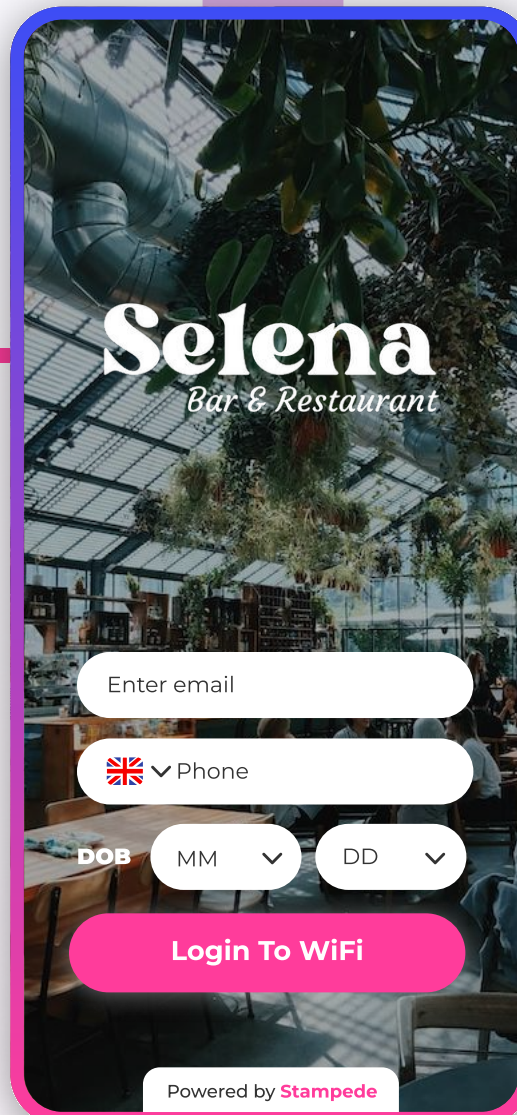 Selena
Bar & Restaurant
Enter email
Phone
DOB MM DD
Login To WiFi
Powered by Stampede